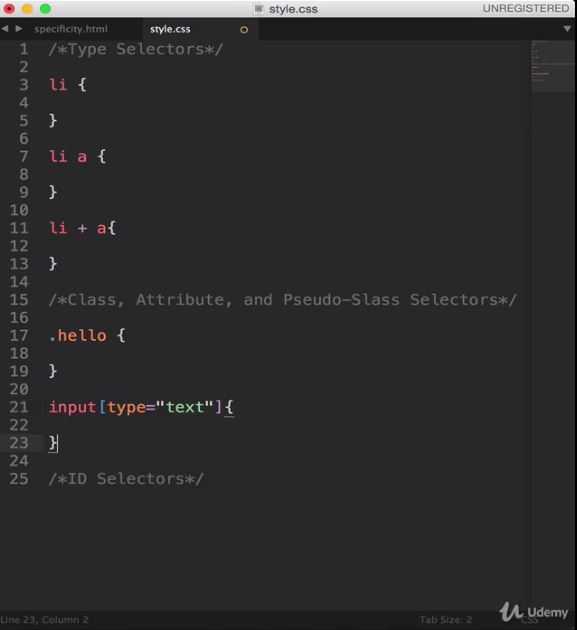 style.css
UNREGISTERED
specificity.html
style.css
1 /*Type Selectors*/
2
3 li {
4
5 }
6
7 li a {
8
9 }
10
11 li + a{
12
13 }
14
15 /*Class, Attribute, and Pseudo-Slass Selectors*/
16
17 .hello {
18
19 }
20
21 input[type="text"]{
22
23 }
24
25 /*ID Selectors*/
Udemy
Line 23, Column 2
Tab Size: 2
CSS